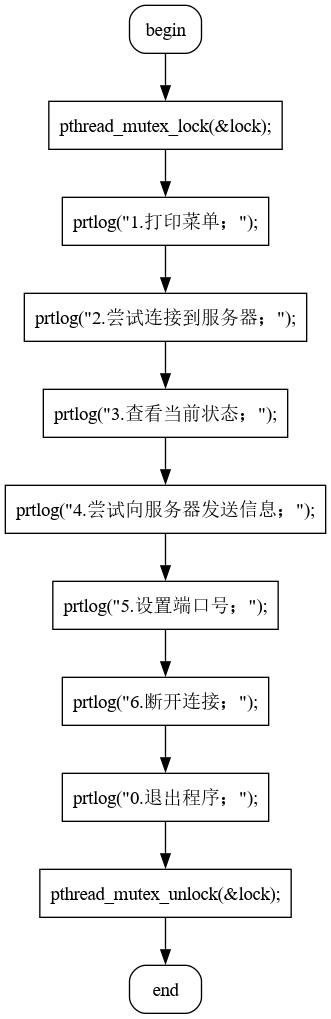 begin
pthread_mutex_lock(&lock);
prtlog("1.打印菜单；");
prtlog("2.尝试连接到服务器；");
prtlog("3.查看当前状态；");
prtlog("4.尝试向服务器发送信息；");
prtlog("5.设置端口号；");
prtlog("6.断开连接；");
prtlog("0.退出程序；");
pthread_mutex_unlock(&lock);
end